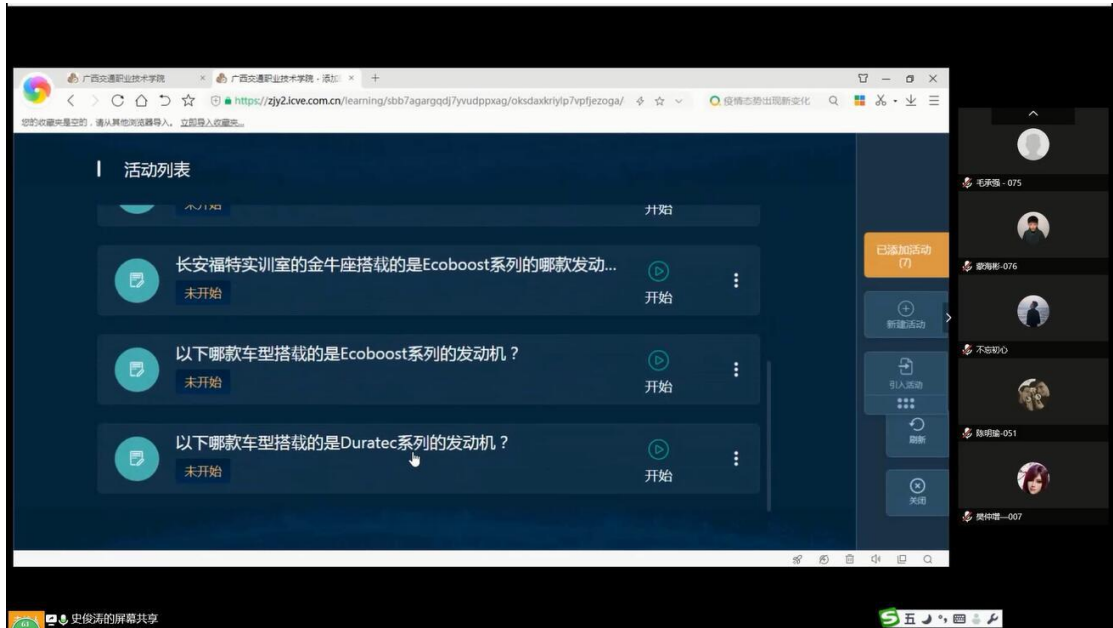 广西交通职业技术学院
广西交通职业技术学院 - 添加
https://zjy2.icve.com.cn/learning/sbb7agargqdj7yvudppxag/oksdaxkriylp7vpfjezoga/
疫情态势出现新变化
您的收藏夹是空的，请从其他浏览器导入。 立即导入收藏夹...
活动列表
未开始
开始
长安福特实训室的金牛座搭载的是Ecoboost系列的哪款发动...
未开始
开始
以下哪款车型搭载的是Ecoboost系列的发动机？
未开始
开始
以下哪款车型搭载的是Duratec系列的发动机？
未开始
开始
已添加活动
(7)
新建活动
引入活动
刷新
关闭
毛承强 - 075
蒙海彬-076
不忘初心
陈明瑜-051
樊仲增—007
61
史俊涛的屏幕共享
五